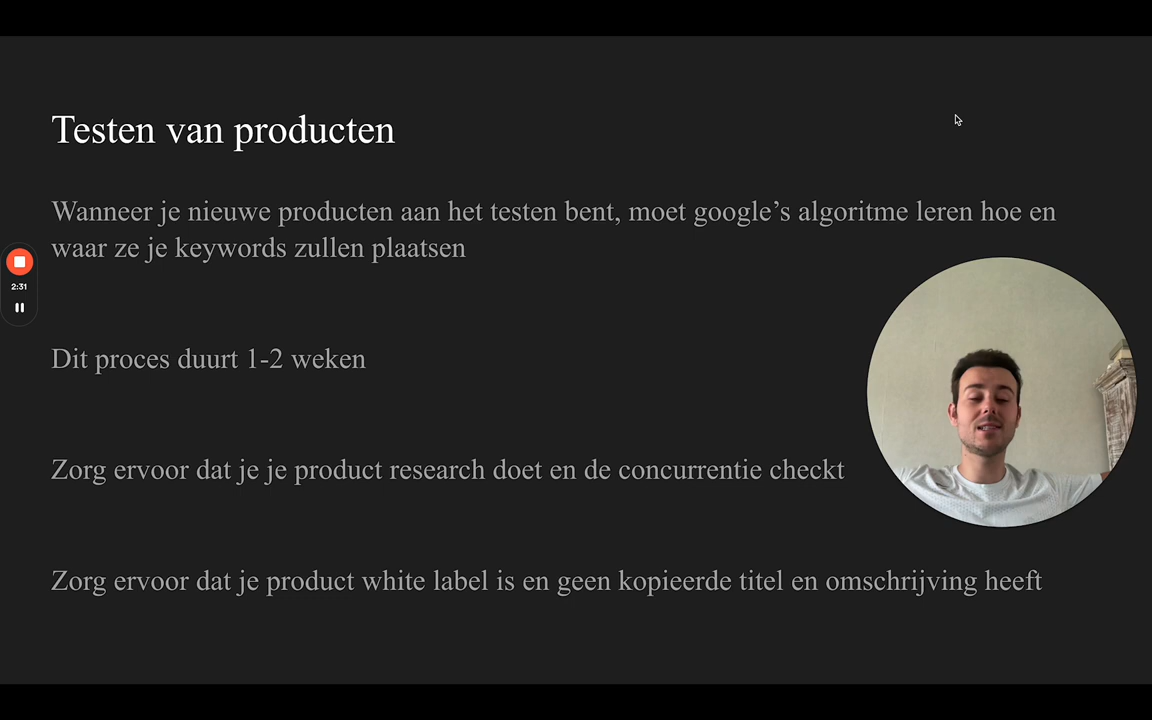 Testen van producten
Wanneer je nieuwe producten aan het testen bent, moet google’s algoritme leren hoe en
waar ze je keywords zullen plaatsen
2:31
Dit proces duurt 1-2 weken
Zorg ervoor dat je je product research doet en de concurrentie checkt
Zorg ervoor dat je product white label is en geen kopieerde titel en omschrijving heeft